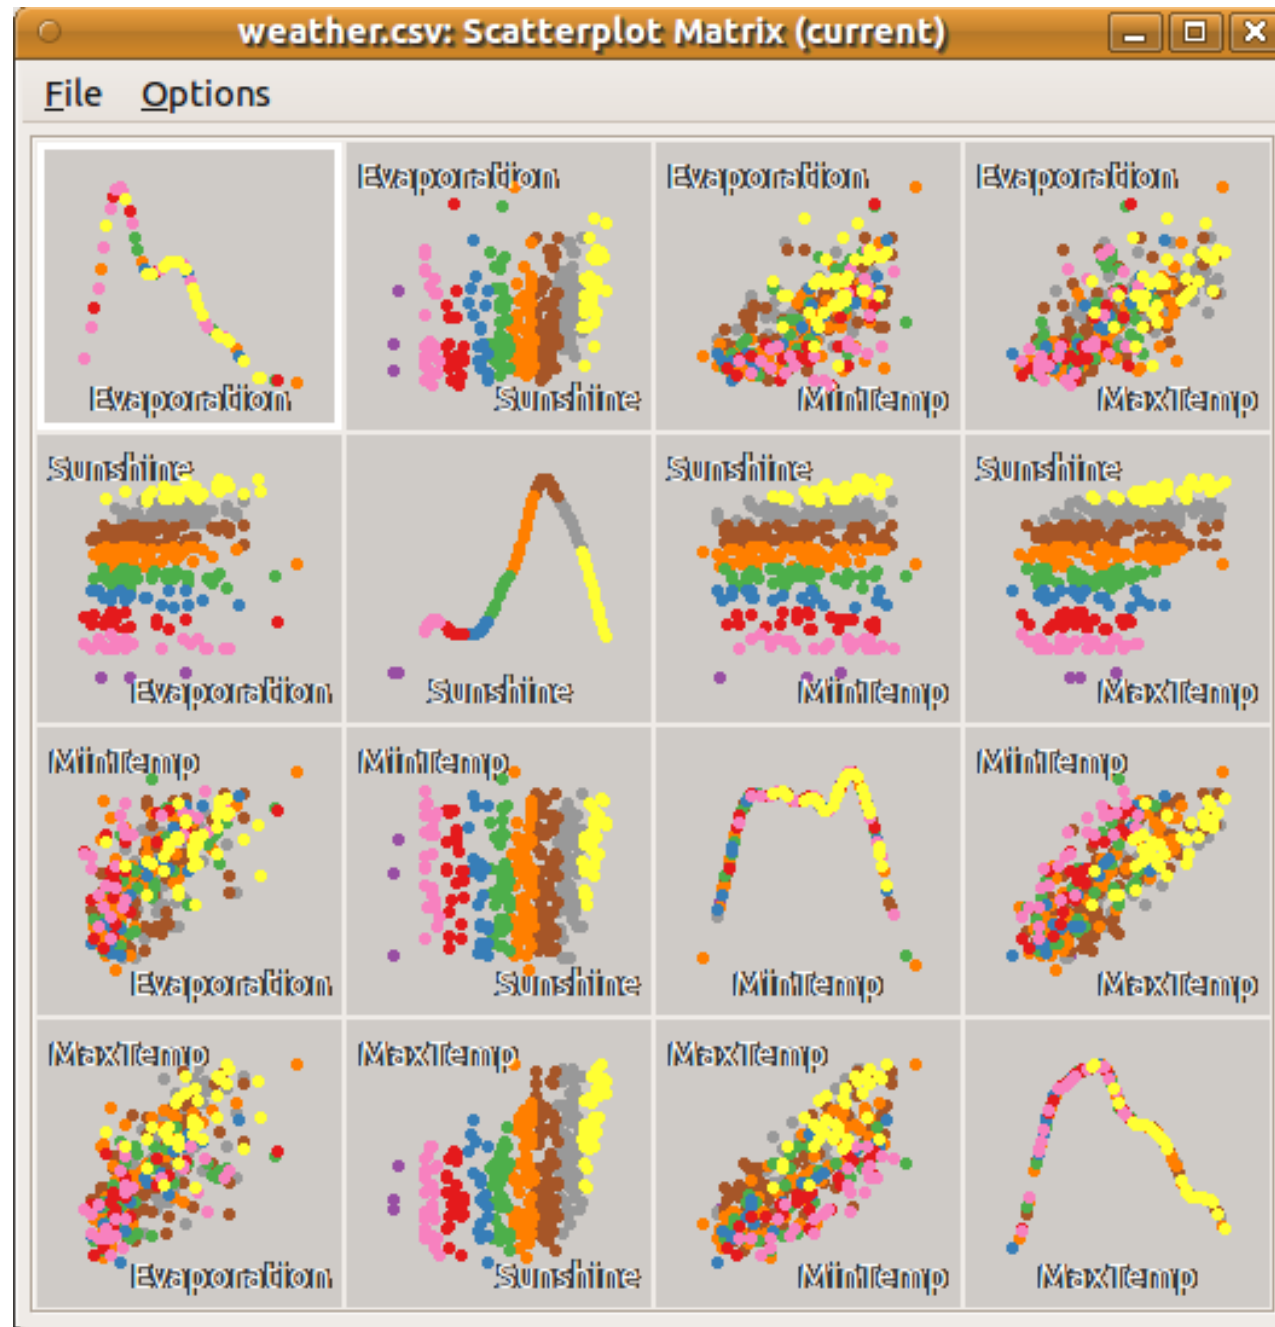 weather.csv: Scatterplot Matrix (current)
File Options
Evaporation
Evaporation
Sunshine
Evaporation
MinTemp
Evaporation
MaxTemp
Sunshine
Evaporation
Sunshine
Sunshine
MinTemp
Sunshine
MaxTemp
MinTemp
Evaporation
MinTemp
Sunshine
MinTemp
MinTemp
MaxTemp
MaxTemp
Evaporation
MaxTemp
Sunshine
MaxTemp
MinTemp
MaxTemp